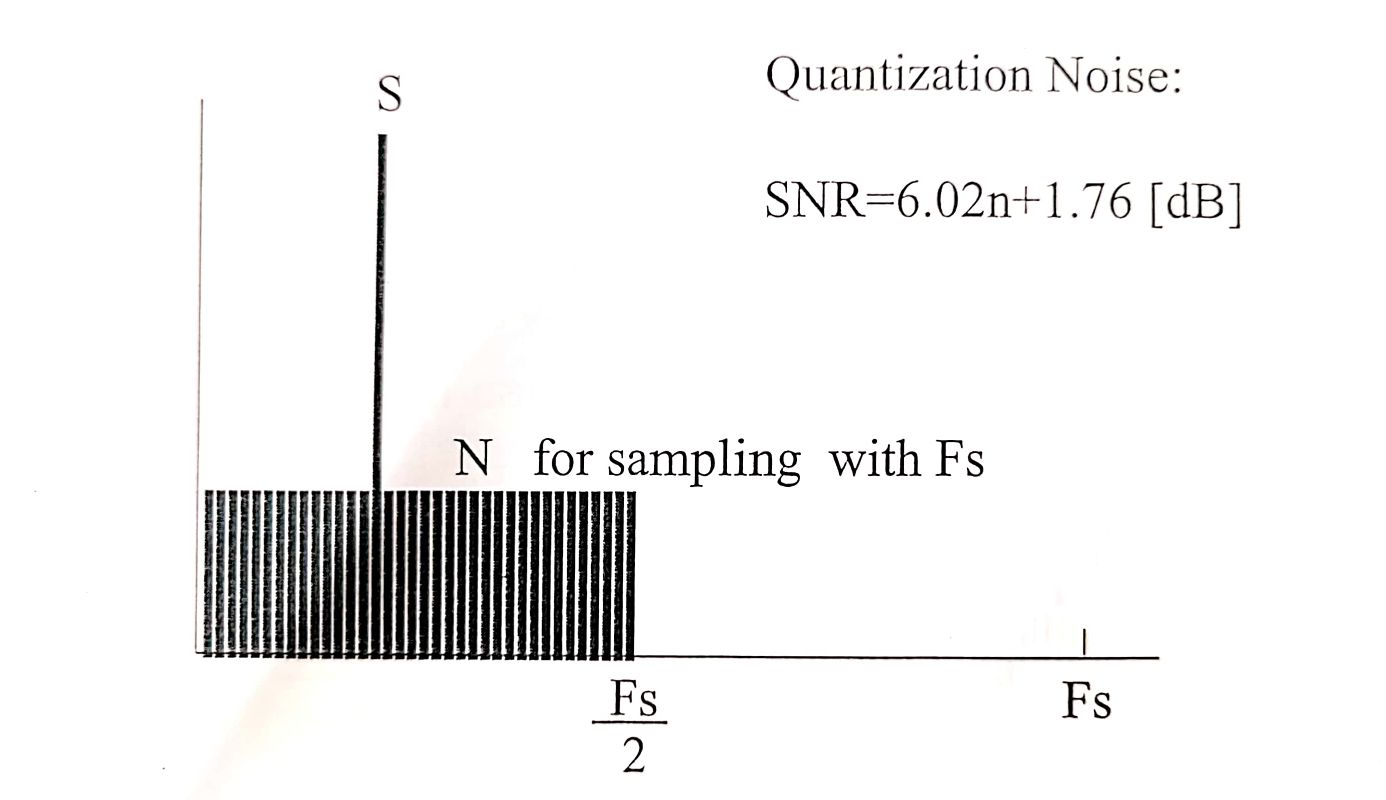 S
Quantization Noise:
SNR=6.02n+1.76 [dB]
N for sampling with Fs
Fs
2
Fs